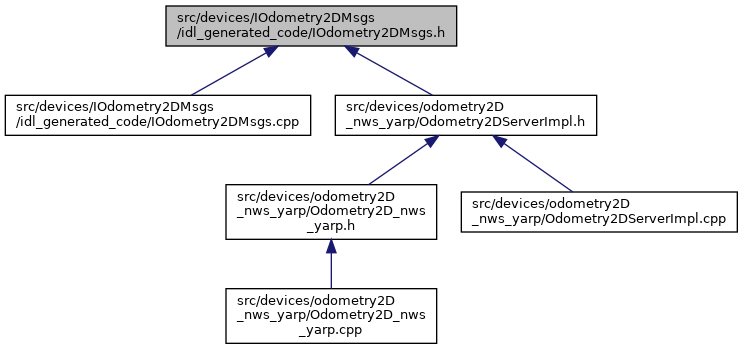 src/devices/IOdometry2DMsgs
/idl_generated_code/IOdometry2DMsgs.h
src/devices/IOdometry2DMsgs
/idl_generated_code/IOdometry2DMsgs.cpp
src/devices/odometry2D
_nws_yarp/Odometry2DServerImpl.h
src/devices/odometry2D
_nws_yarp/Odometry2D_nws
_yarp.h
src/devices/odometry2D
_nws_yarp/Odometry2DServerImpl.cpp
src/devices/odometry2D
_nws_yarp/Odometry2D_nws
_yarp.cpp